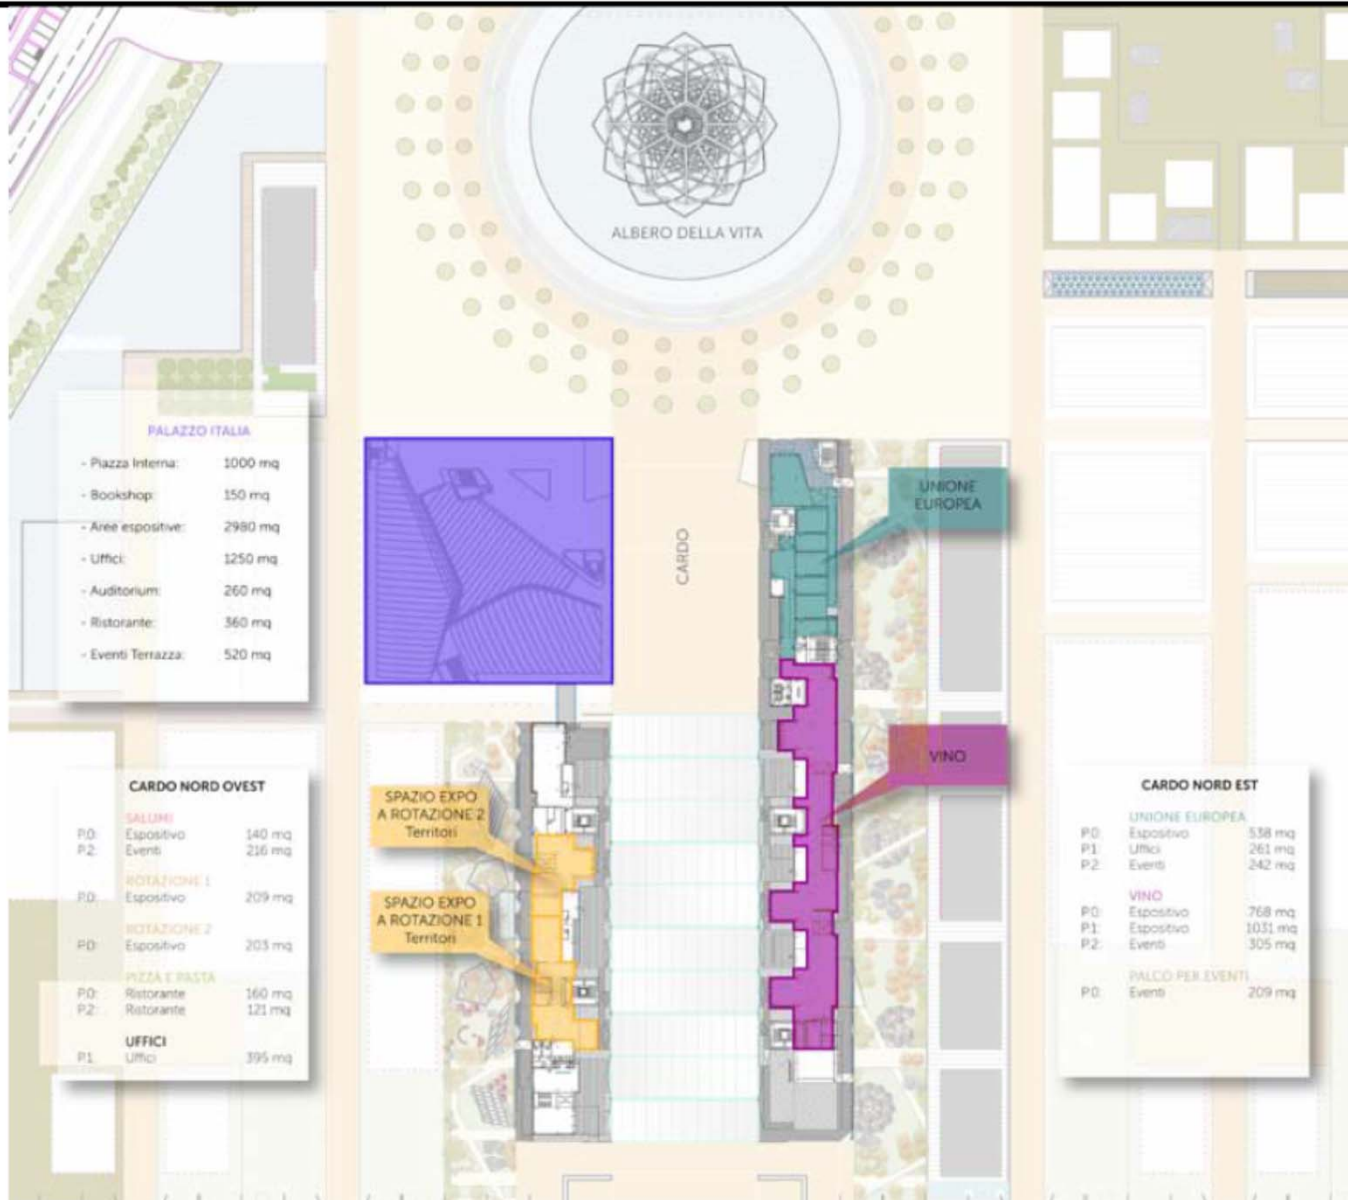 ALBERO DELLA VITA
PALAZZO ITALIA
- Piazza Interna: 1000 mq
- Bookshop: 150 mq
- Aree espositive: 2980 mq
- Uffici: 1250 mq
- Auditorium: 260 mq
- Ristorante: 360 mq
- Eventi Terrazza: 520 mq
CARDO
UNIONE
EUROPEA
VINO
SPAZIO EXPO
A ROTAZIONE 2
Territori
SPAZIO EXPO
A ROTAZIONE 1
Territori
CARDO NORD OVEST
SALUMI
P.0: Espositivo 140 mq
P.2: Eventi 216 mq
ROTAZIONE 1
P.0: Espositivo 209 mq
ROTAZIONE 2
P.0: Espositivo 203 mq
PIZZA E PASTA
P.0: Ristorante 160 mq
P.2: Ristorante 121 mq
UFFICI
P.1: Uffici 395 mq
CARDO NORD EST
UNIONE EUROPEA
P.0: Espositivo 538 mq
P.1: Uffici 261 mq
P.2: Eventi 242 mq
VINO
P.0: Espositivo 768 mq
P.1: Espositivo 1031 mq
P.2: Eventi 305 mq
PALCO PER EVENTI
P.0: Eventi 209 mq